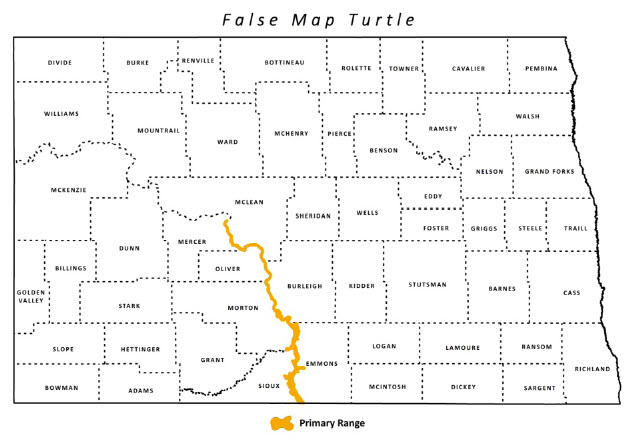 False Map Turtle
DIVIDE BURKE RENVILLE BOTTINEAU ROLETTE TOWNER CAVALIER PEMBINA
WILLIAMS MOUNTRAIL WARD MCHENRY PIERCE BENSON RAMSEY WALSH
MCKENZIE MCLEAN SHERIDAN WELLS EDDY NELSON GRAND FORKS
DUNN MERCER FOSTER GRIGGS STEELE TRAILL
GOLDEN
VALLEY
BILLINGS STARK OLIVER MORTON BURLEIGH KIDDER STUTSMAN BARNES CASS
SLOPE HETTINGER GRANT EMMONS LOGAN LAMOURE RANSOM RICHLAND
BOWMAN ADAMS SIOUX MCINTOSH DICKEY SARGENT
Primary Range